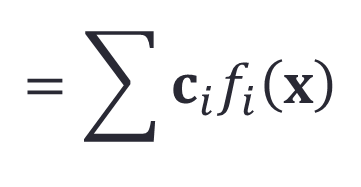 = ∑ 𝐜ᵢ𝑓ᵢ(𝐱)